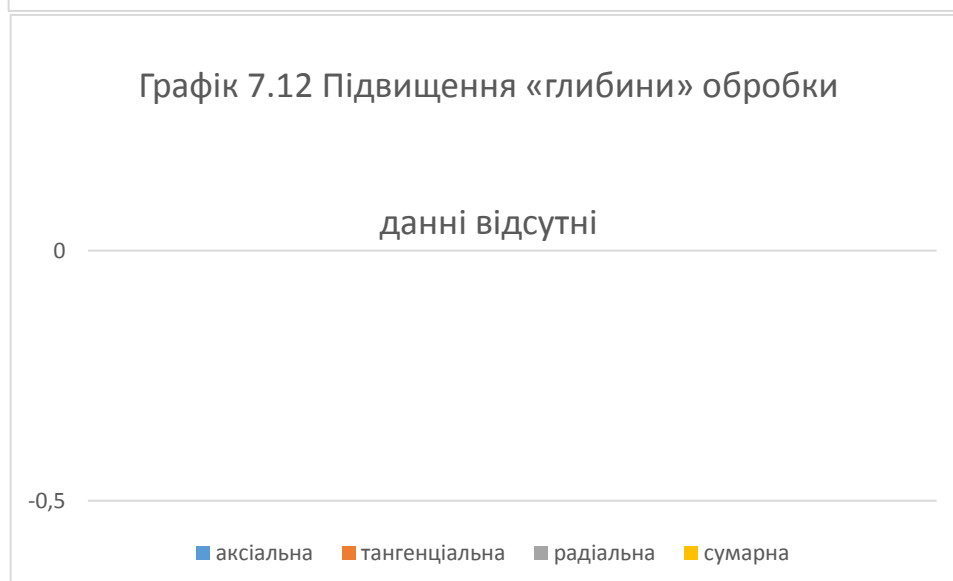 Графік 7.12 Підвищення «глибини» обробки
данні відсутні
0
-0,5
аксіальна тангенціальна радіальна сумарна